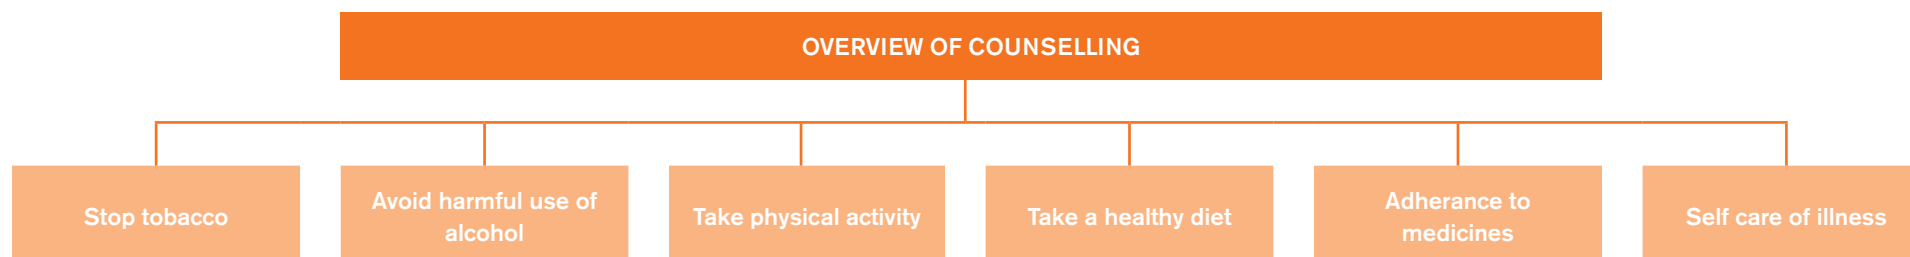 OVERVIEW OF COUNSELLING
Stop tobacco
Avoid harmful use of
alcohol
Take physical activity
Take a healthy diet
Adherance to
medicines
Self care of illness